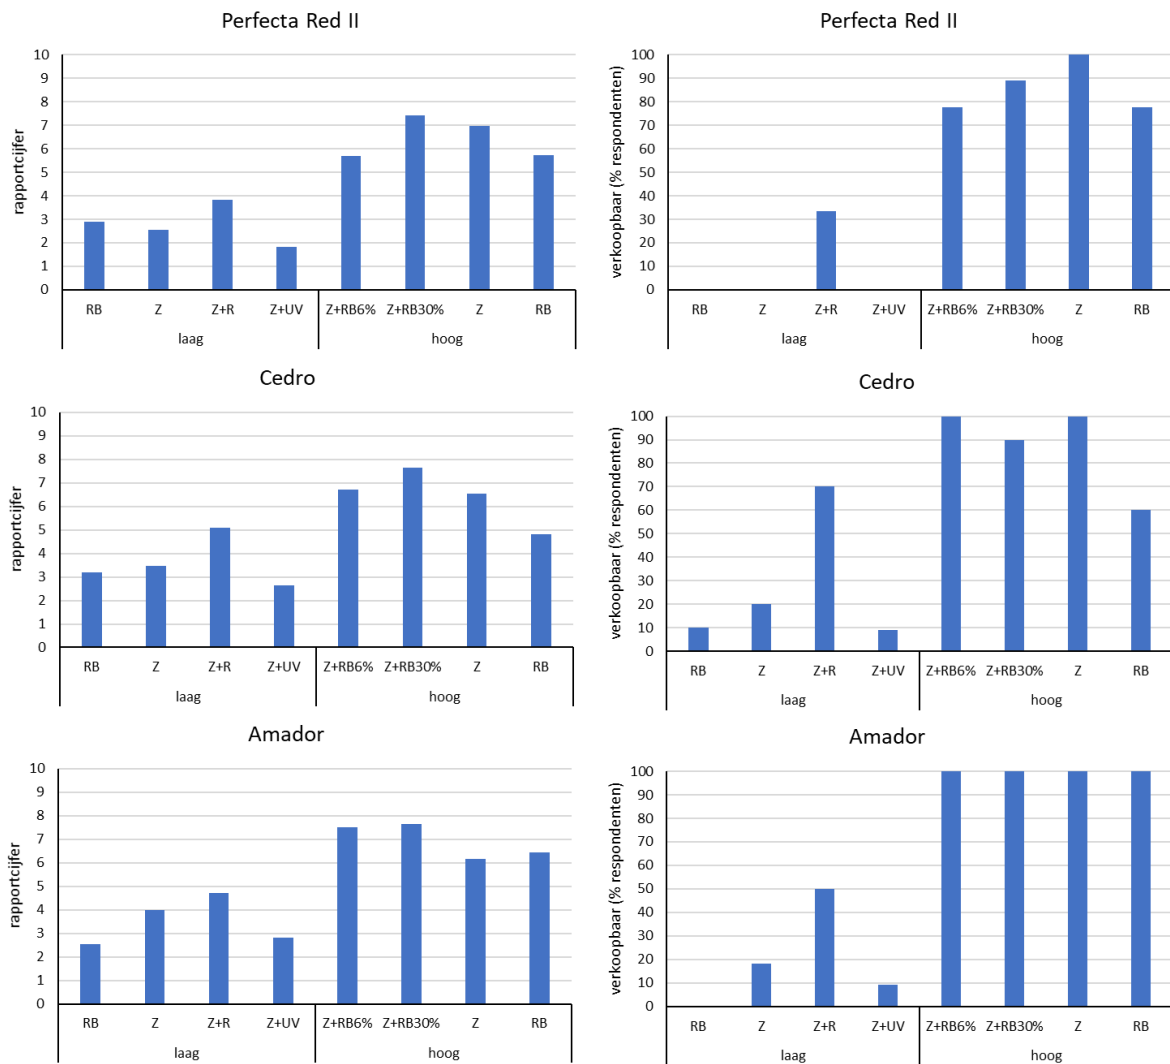 Perfecta Red II
rapportcijfer
10
9
8
7
6
5
4
3
2
1
0
RB Z Z+R Z+UV Z+RB6% Z+RB30% Z RB
laag hoog
Perfecta Red II
verkoopbaar (% respondenten)
100
90
80
70
60
50
40
30
20
10
0
RB Z Z+R Z+UV Z+RB6% Z+RB30% Z RB
laag hoog
Cedro
rapportcijfer
10
9
8
7
6
5
4
3
2
1
0
RB Z Z+R Z+UV Z+RB6% Z+RB30% Z RB
laag hoog
Cedro
verkoopbaar (% respondenten)
100
90
80
70
60
50
40
30
20
10
0
RB Z Z+R Z+UV Z+RB6% Z+RB30% Z RB
laag hoog
Amador
rapportcijfer
10
9
8
7
6
5
4
3
2
1
0
RB Z Z+R Z+UV Z+RB6% Z+RB30% Z RB
laag hoog
Amador
verkoopbaar (% respondenten)
100
90
80
70
60
50
40
30
20
10
0
RB Z Z+R Z+UV Z+RB6% Z+RB30% Z RB
laag hoog